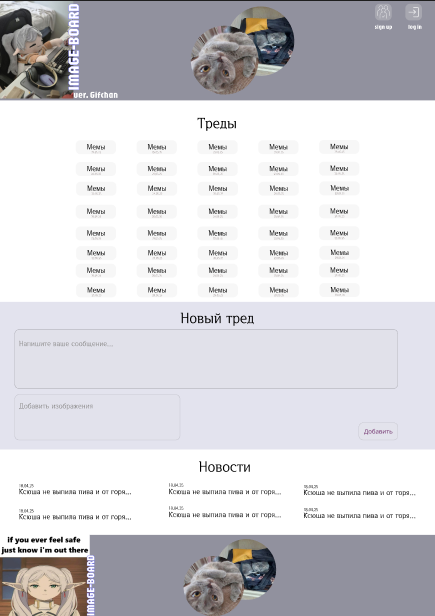 IMAGE-BOARD
ver. Gifchan
sign up
log in
Треды
Мемы Мемы Мемы Мемы Мемы
Мемы Мемы Мемы Мемы Мемы
Мемы Мемы Мемы Мемы Мемы
Мемы Мемы Мемы Мемы Мемы
Мемы Мемы Мемы Мемы Мемы
Мемы Мемы Мемы Мемы Мемы
Мемы Мемы Мемы Мемы Мемы
Мемы Мемы Мемы Мемы Мемы
Новый тред
Напишите ваше сообщение...
Добавить изображения
Добавить
Новости
18.04.25 18.04.25 18.04.25
Ксюша не выпила пива и от горя... Ксюша не выпила пива и от горя... Ксюша не выпила пива и от горя...
18.04.25 18.04.25 18.04.25
Ксюша не выпила пива и от горя... Ксюша не выпила пива и от горя... Ксюша не выпила пива и от горя...
if you ever feel safe
just know i'm out there
IMAGE-BOARD